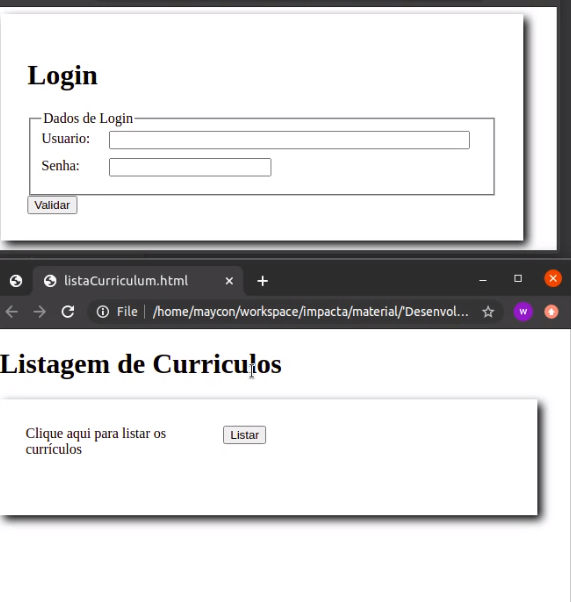 Login
Dados de Login
Usuario:
Senha:
Validar
listaCurriculum.html
File
/home/maycon/workspace/impacta/material/'Desenvol...
w
Listagem de Curriculos
Clique aqui para listar os
currículos
Listar